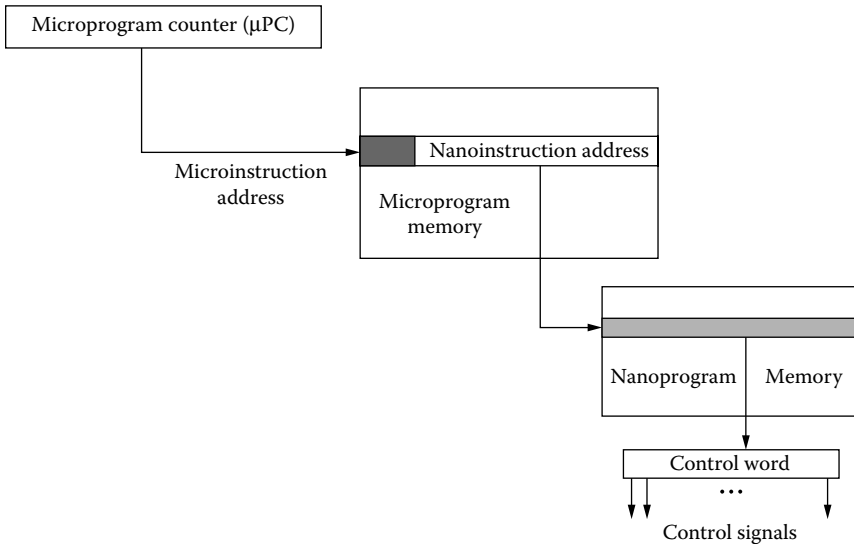 Microprogram counter (μPC)
Nanoinstruction address
Microinstruction
address
Microprogram
memory
Nanoprogram Memory
Control word
...
Control signals